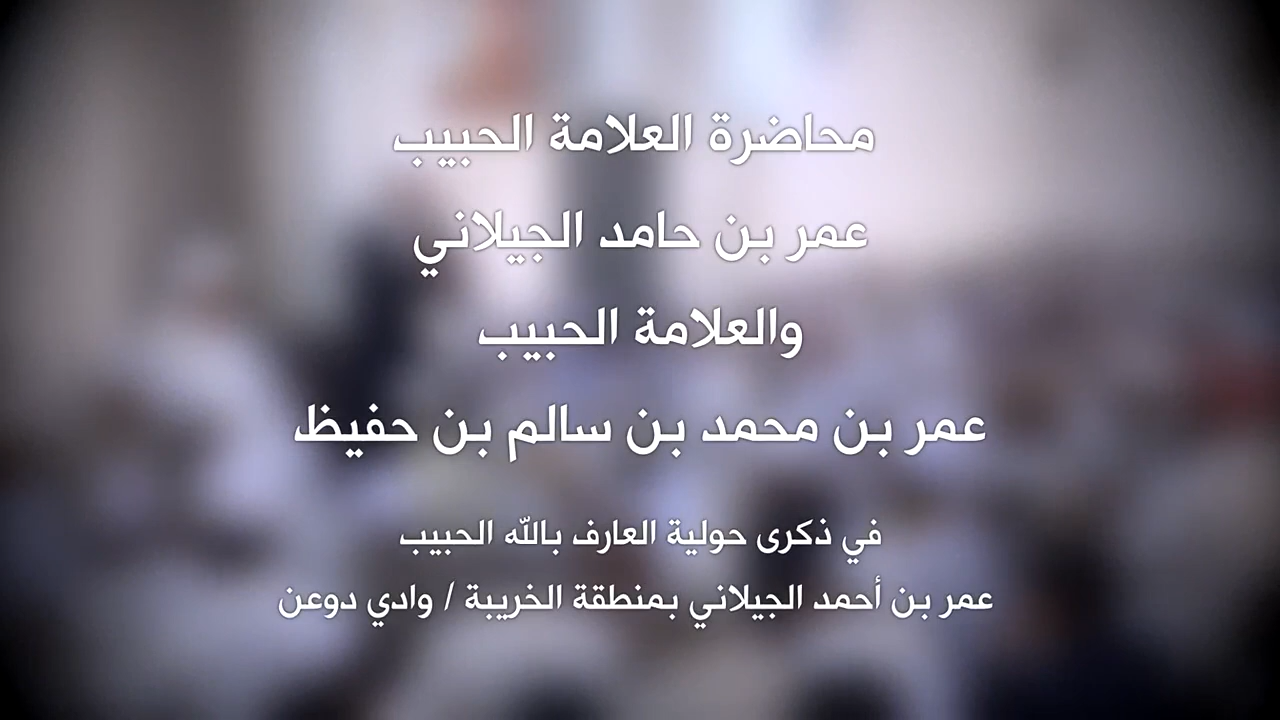 محاضرة العلامة الحبيب
عمر بن حامد الجيلاني
والعلامة الحبيب
عمر بن محمد بن سالم بن حفيظ
في ذكرى حولية العارف بالله الحبيب
عمر بن أحمد الجيلاني بمنطقة الخريبة / وادي دوعن